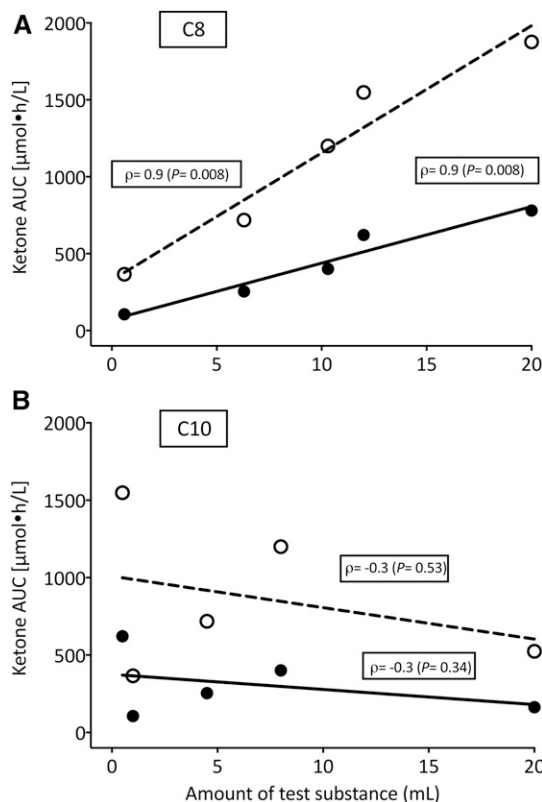 A
C8
2000
1500
1000
500
0
Ketone AUC [µmol•h/L]
ρ= 0.9 (P= 0.008)
ρ= 0.9 (P= 0.008)
0 5 10 15 20
B
C10
2000
1500
1000
500
0
Ketone AUC [µmol•h/L]
ρ= -0.3 (P= 0.53)
ρ= -0.3 (P= 0.34)
0 5 10 15 20
Amount of test substance (mL)